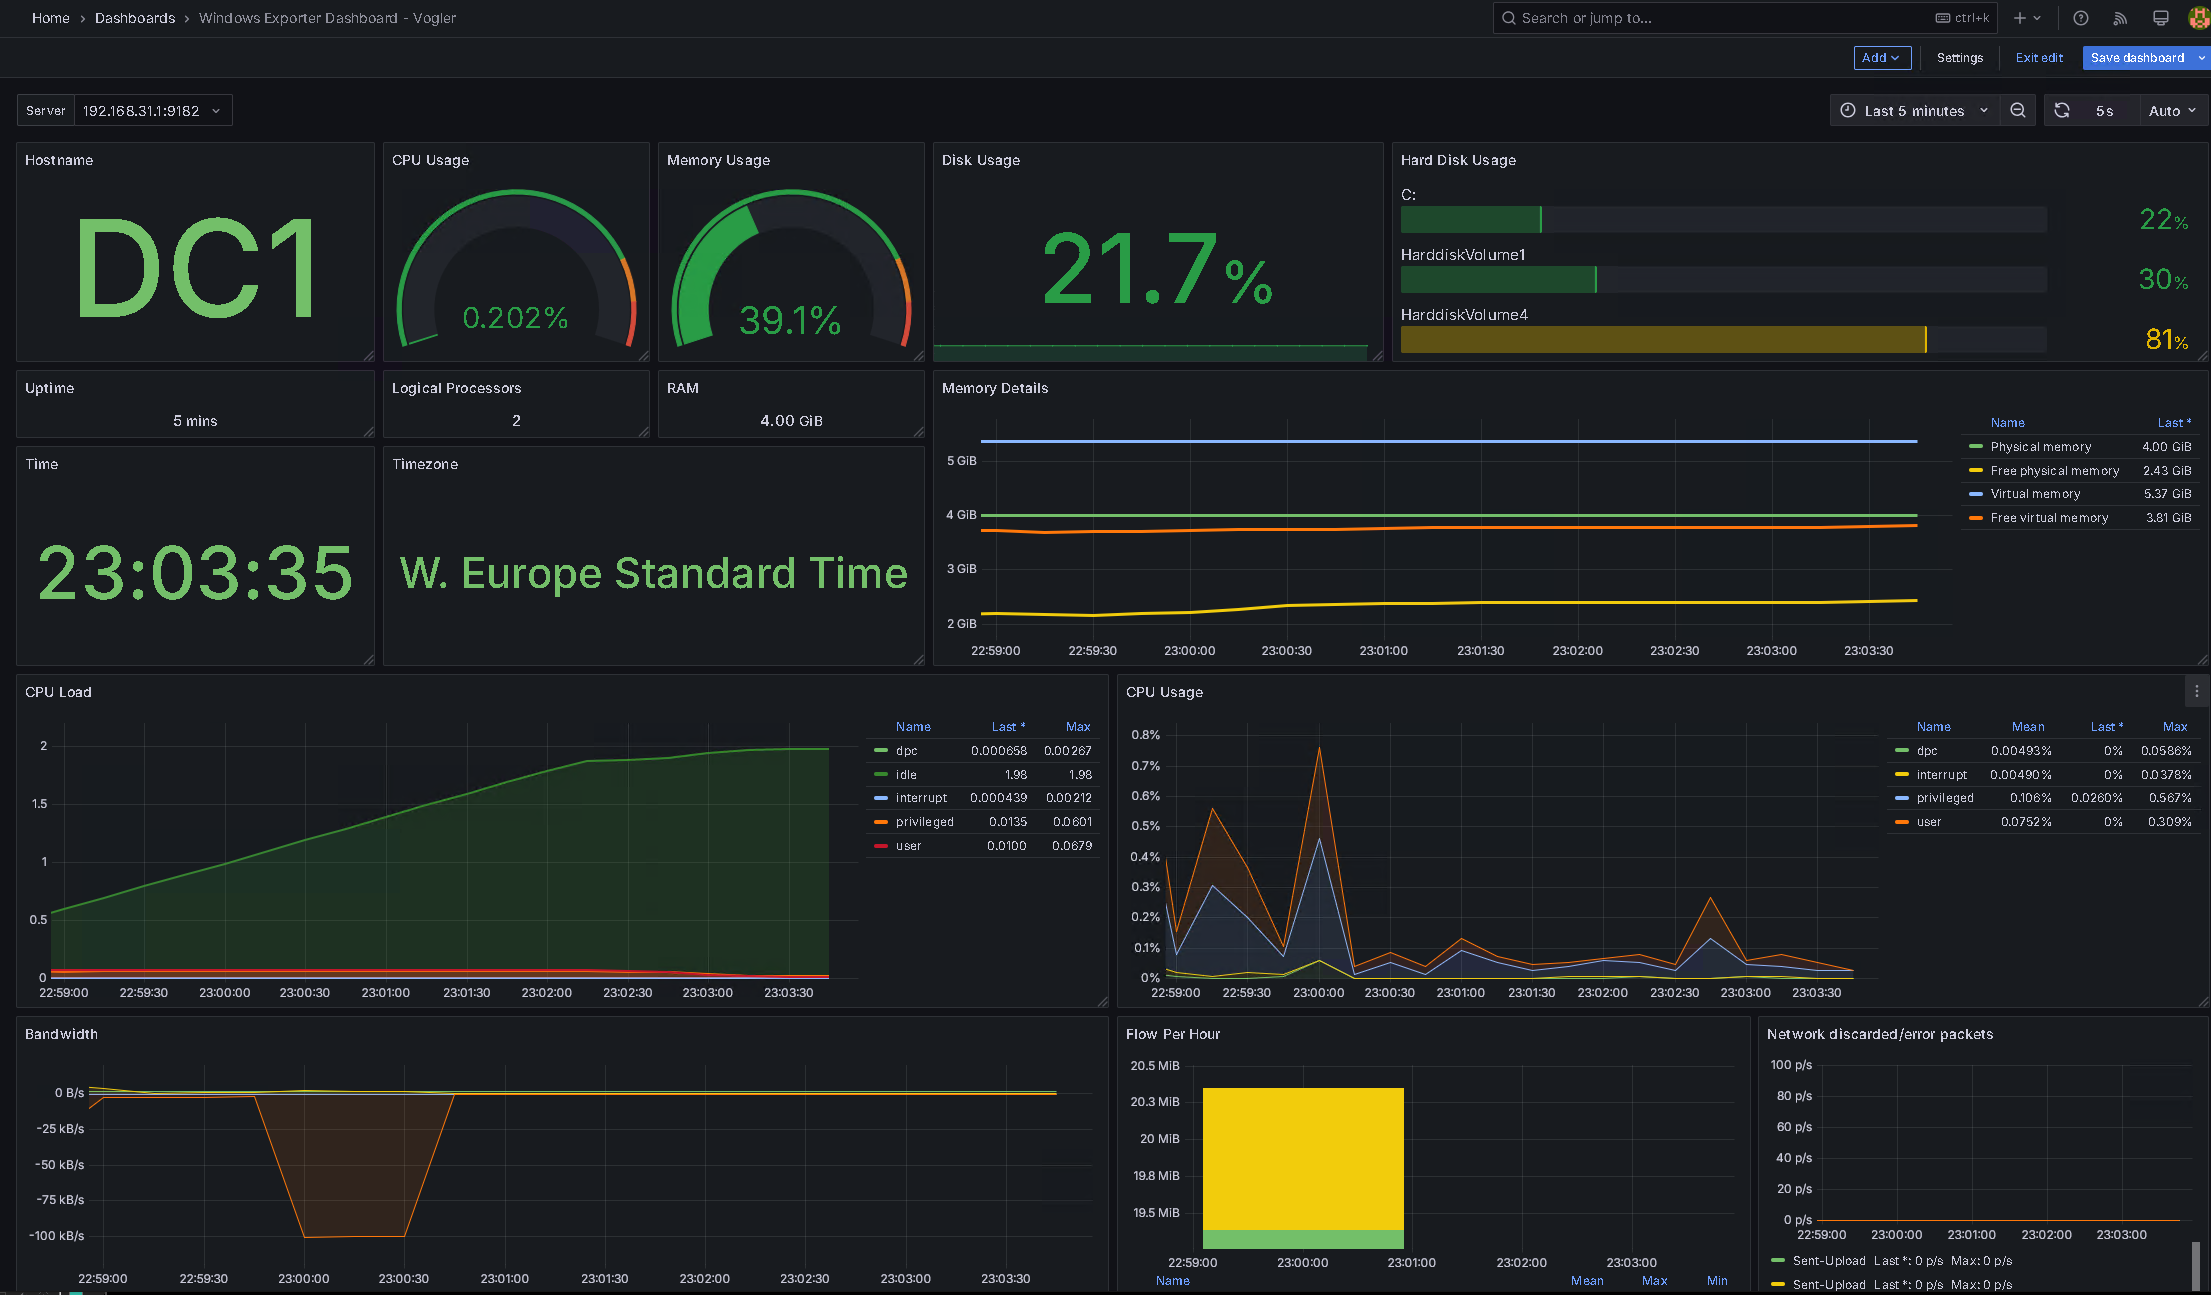 Home › Dashboards › Windows Exporter Dashboard - Vogler
Search or jump to... ctrl+k
Add Settings Exit edit Save dashboard
Server 192.168.31.1:9182
Last 5 minutes 5s Auto
Hostname
DC1
CPU Usage
0.202%
Memory Usage
39.1%
Disk Usage
21.7%
Hard Disk Usage
C:
22%
HarddiskVolume1
30%
HarddiskVolume4
81%
Uptime
5 mins
Logical Processors
2
RAM
4.00 GiB
Time
23:03:35
Timezone
W. Europe Standard Time
Memory Details
5 GiB
4 GiB
3 GiB
2 GiB
22:59:00 22:59:30 23:00:00 23:00:30 23:01:00 23:01:30 23:02:00 23:02:30 23:03:00 23:03:30
Name Last *
Physical memory 4.00 GiB
Free physical memory 2.43 GiB
Virtual memory 5.37 GiB
Free virtual memory 3.81 GiB
CPU Load
2
1.5
1
0.5
0
22:59:00 22:59:30 23:00:00 23:00:30 23:01:00 23:01:30 23:02:00 23:02:30 23:03:00 23:03:30
Name Last * Max
dpc 0.000658 0.00267
idle 1.98 1.98
interrupt 0.000439 0.00212
privileged 0.0135 0.0601
user 0.0100 0.0679
CPU Usage
0.8%
0.7%
0.6%
0.5%
0.4%
0.3%
0.2%
0.1%
0%
22:59:00 22:59:30 23:00:00 23:00:30 23:01:00 23:01:30 23:02:00 23:02:30 23:03:00 23:03:30
Name Mean Last * Max
dpc 0.00493% 0% 0.0586%
interrupt 0.00490% 0% 0.0378%
privileged 0.106% 0.0260% 0.567%
user 0.0752% 0% 0.309%
Bandwidth
0 B/s
-25 kB/s
-50 kB/s
-75 kB/s
-100 kB/s
22:59:00 22:59:30 23:00:00 23:00:30 23:01:00 23:01:30 23:02:00 23:02:30 23:03:00 23:03:30
Flow Per Hour
20.5 MiB
20.3 MiB
20 MiB
19.8 MiB
19.5 MiB
22:59:00 23:00:00 23:01:00 23:02:00 23:03:00
Name Mean Max Min
Network discarded/error packets
100 p/s
80 p/s
60 p/s
40 p/s
20 p/s
0 p/s
22:59:00 23:00:00 23:01:00 23:02:00 23:03:00
Sent-Upload Last *: 0 p/s Max: 0 p/s
Sent-Upload Last *: 0 p/s Max: 0 p/s